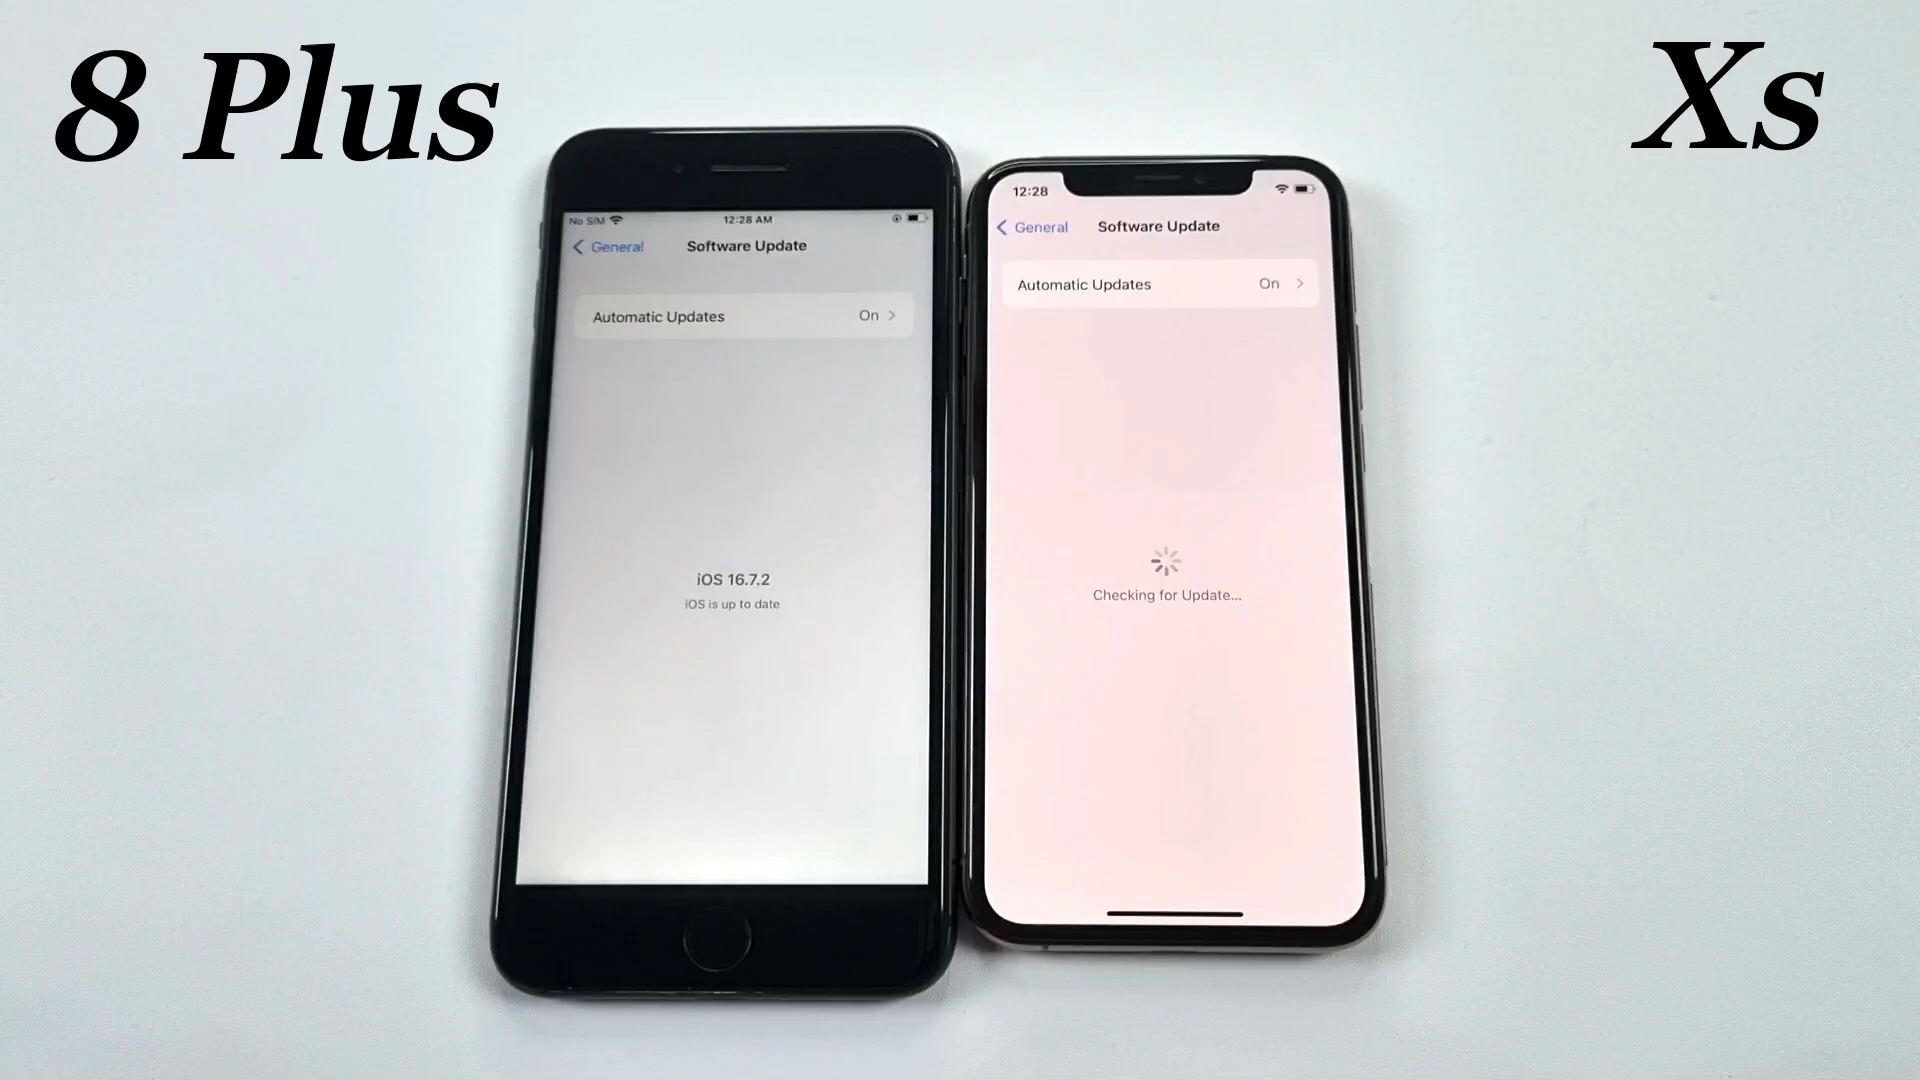 8 Plus
Xs
No SIM 12:28 AM
General Software Update
Automatic Updates On
iOS 16.7.2
iOS is up to date
12:28
General Software Update
Automatic Updates On
Checking for Update...